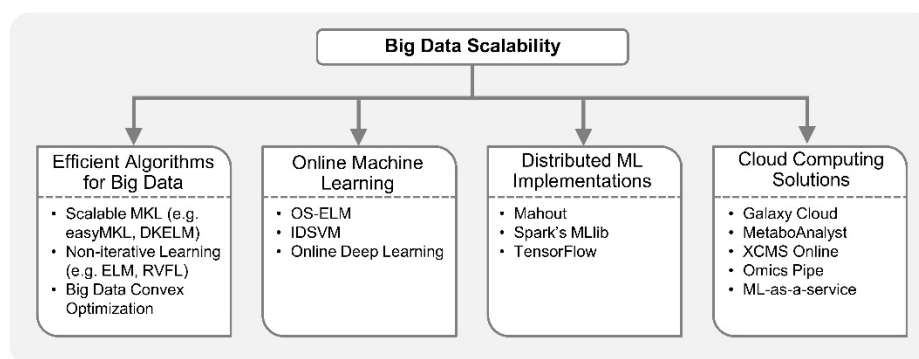 Big Data Scalability
Efficient Algorithms
for Big Data
• Scalable MKL (e.g.
easyMKL, DKELM)
• Non-iterative Learning
(e.g. ELM, RVFL)
• Big Data Convex
Optimization
Online Machine
Learning
• OS-ELM
• IDSVM
• Online Deep Learning
Distributed ML
Implementations
• Mahout
• Spark's MLlib
• TensorFlow
Cloud Computing
Solutions
• Galaxy Cloud
• MetaboAnalyst
• XCMS Online
• Omics Pipe
• ML-as-a-service